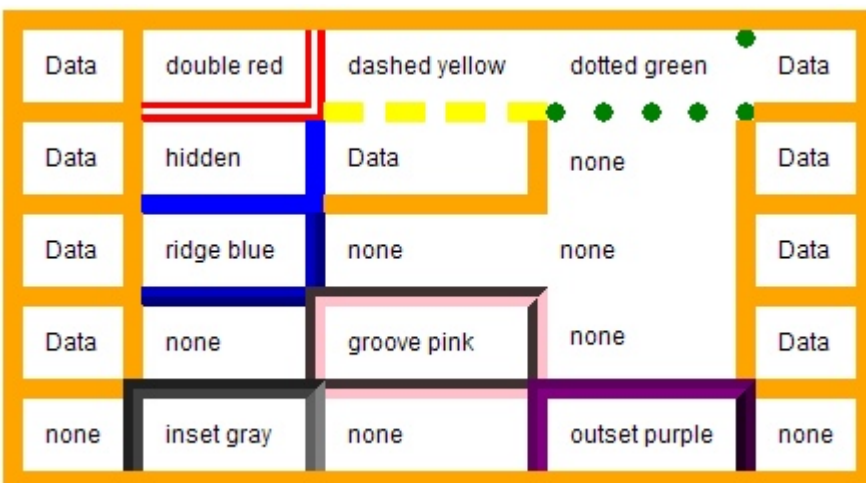 Data double red dashed yellow dotted green Data
Data hidden Data none Data
Data ridge blue none none Data
Data none groove pink none Data
none inset gray none outset purple none